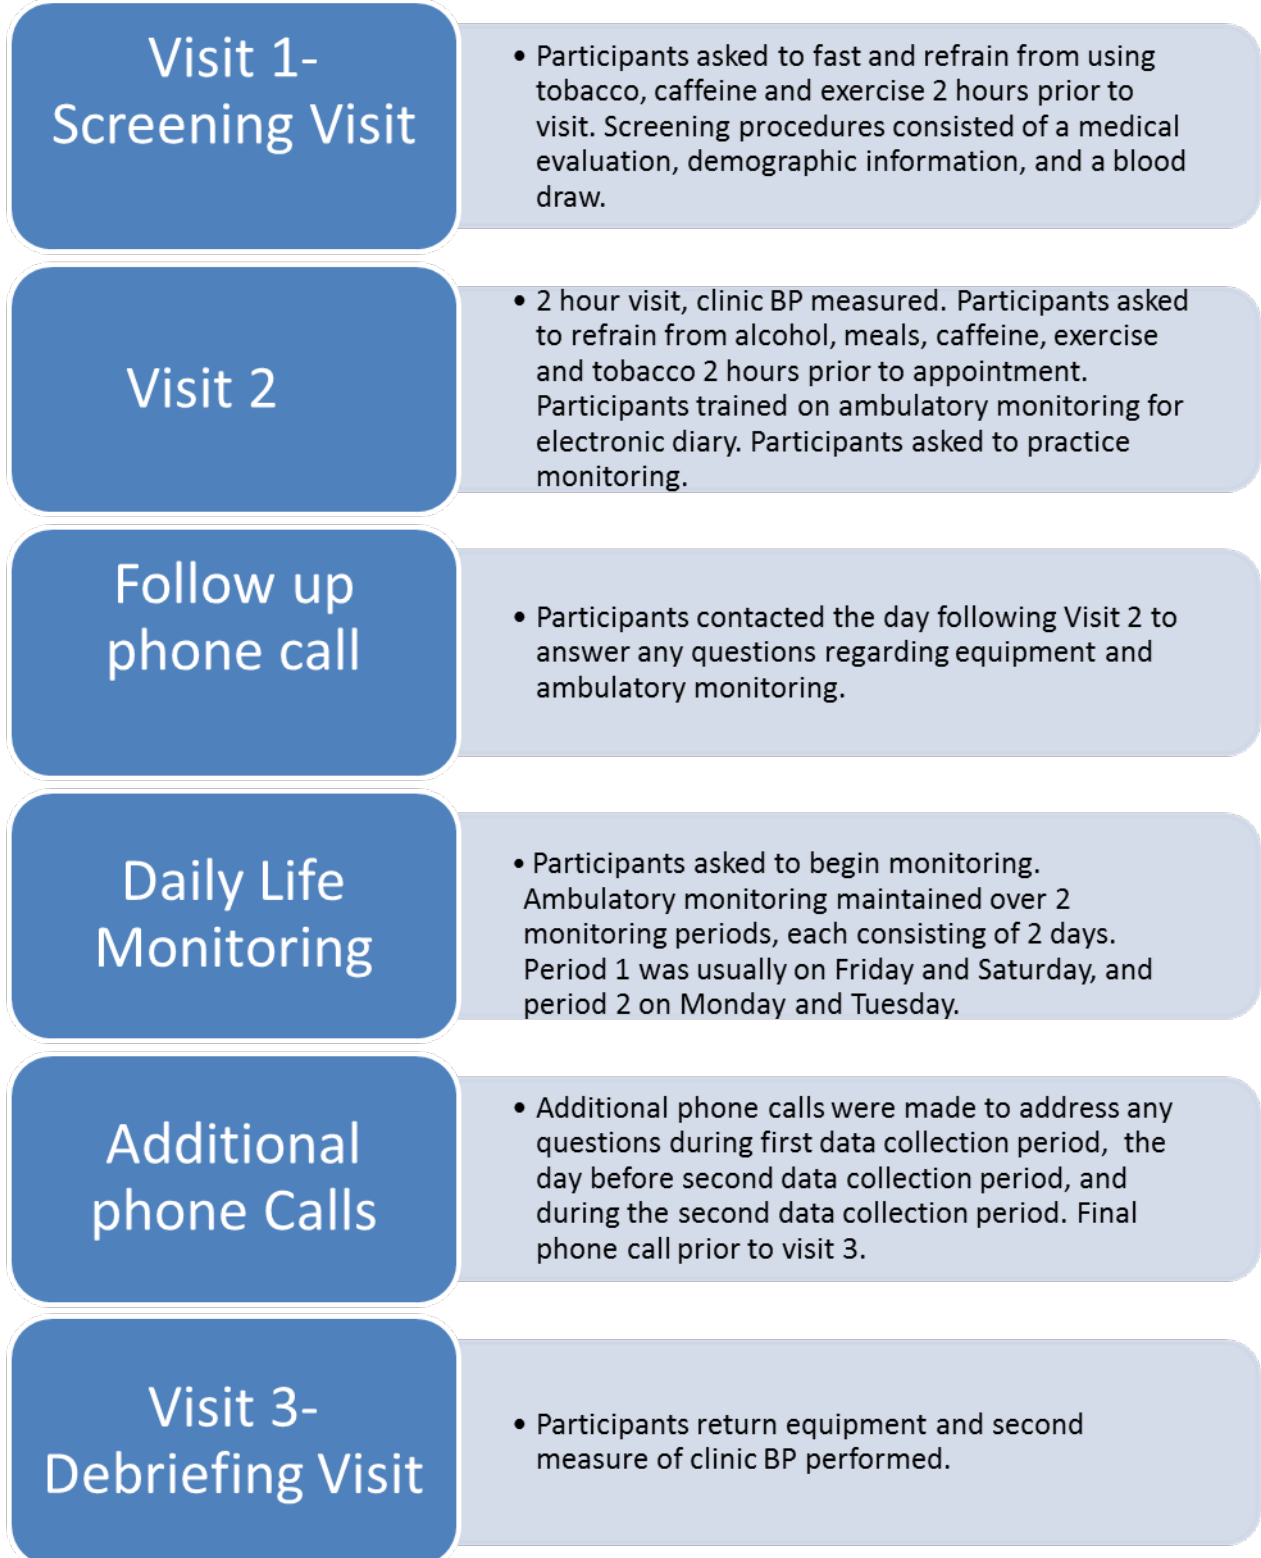 Visit 1-
Screening Visit
• Participants asked to fast and refrain from using
tobacco, caffeine and exercise 2 hours prior to
visit. Screening procedures consisted of a medical
evaluation, demographic information, and a blood
draw.
Visit 2
• 2 hour visit, clinic BP measured. Participants asked
to refrain from alcohol, meals, caffeine, exercise
and tobacco 2 hours prior to appointment.
Participants trained on ambulatory monitoring for
electronic diary. Participants asked to practice
monitoring.
Follow up
phone call
• Participants contacted the day following Visit 2 to
answer any questions regarding equipment and
ambulatory monitoring.
Daily Life
Monitoring
• Participants asked to begin monitoring.
Ambulatory monitoring maintained over 2
monitoring periods, each consisting of 2 days.
Period 1 was usually on Friday and Saturday, and
period 2 on Monday and Tuesday.
Additional
phone Calls
• Additional phone calls were made to address any
questions during first data collection period, the
day before second data collection period, and
during the second data collection period. Final
phone call prior to visit 3.
Visit 3-
Debriefing Visit
• Participants return equipment and second
measure of clinic BP performed.